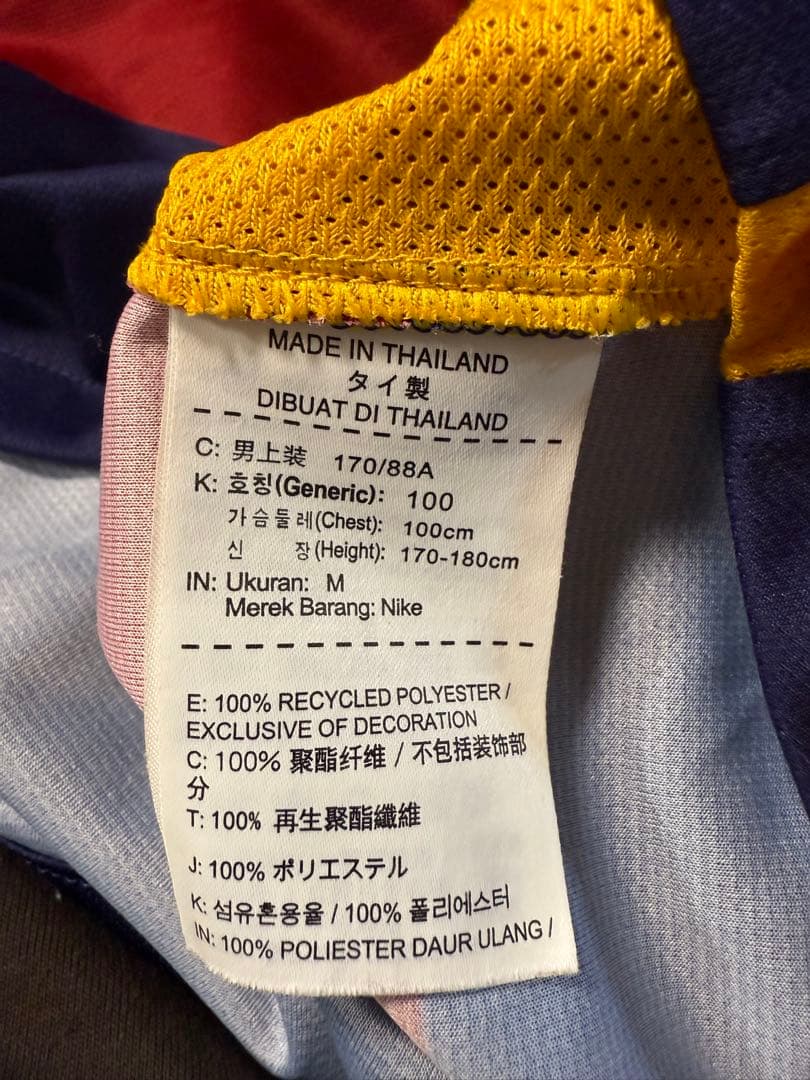 MADE IN THAILAND
タイ製
DIBUAT DI THAILAND
C: 男上装 170/88A
K: 호칭(Generic): 100
가슴둘레(Chest): 100cm
신 장(Height): 170-180cm
IN: Ukuran: M
Merek Barang: Nike
E: 100% RECYCLED POLYESTER /
EXCLUSIVE OF DECORATION
C: 100% 聚酯纤维 / 不包括装饰部
分
T: 100% 再生聚酯纖維
J: 100% ポリエステル
K: 섬유혼용율 / 100% 폴리에스터
IN: 100% POLIESTER DAUR ULANG /